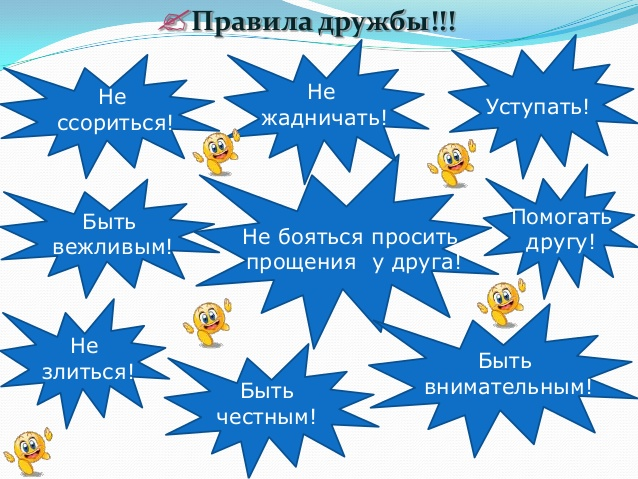 Правила дружбы!!!
Не
ссориться!
Не
жадничать!
Уступать!
Быть
вежливым!
Не бояться просить
прощения у друга!
Помогать
другу!
Не
злиться!
Быть
честным!
Быть
внимательным!